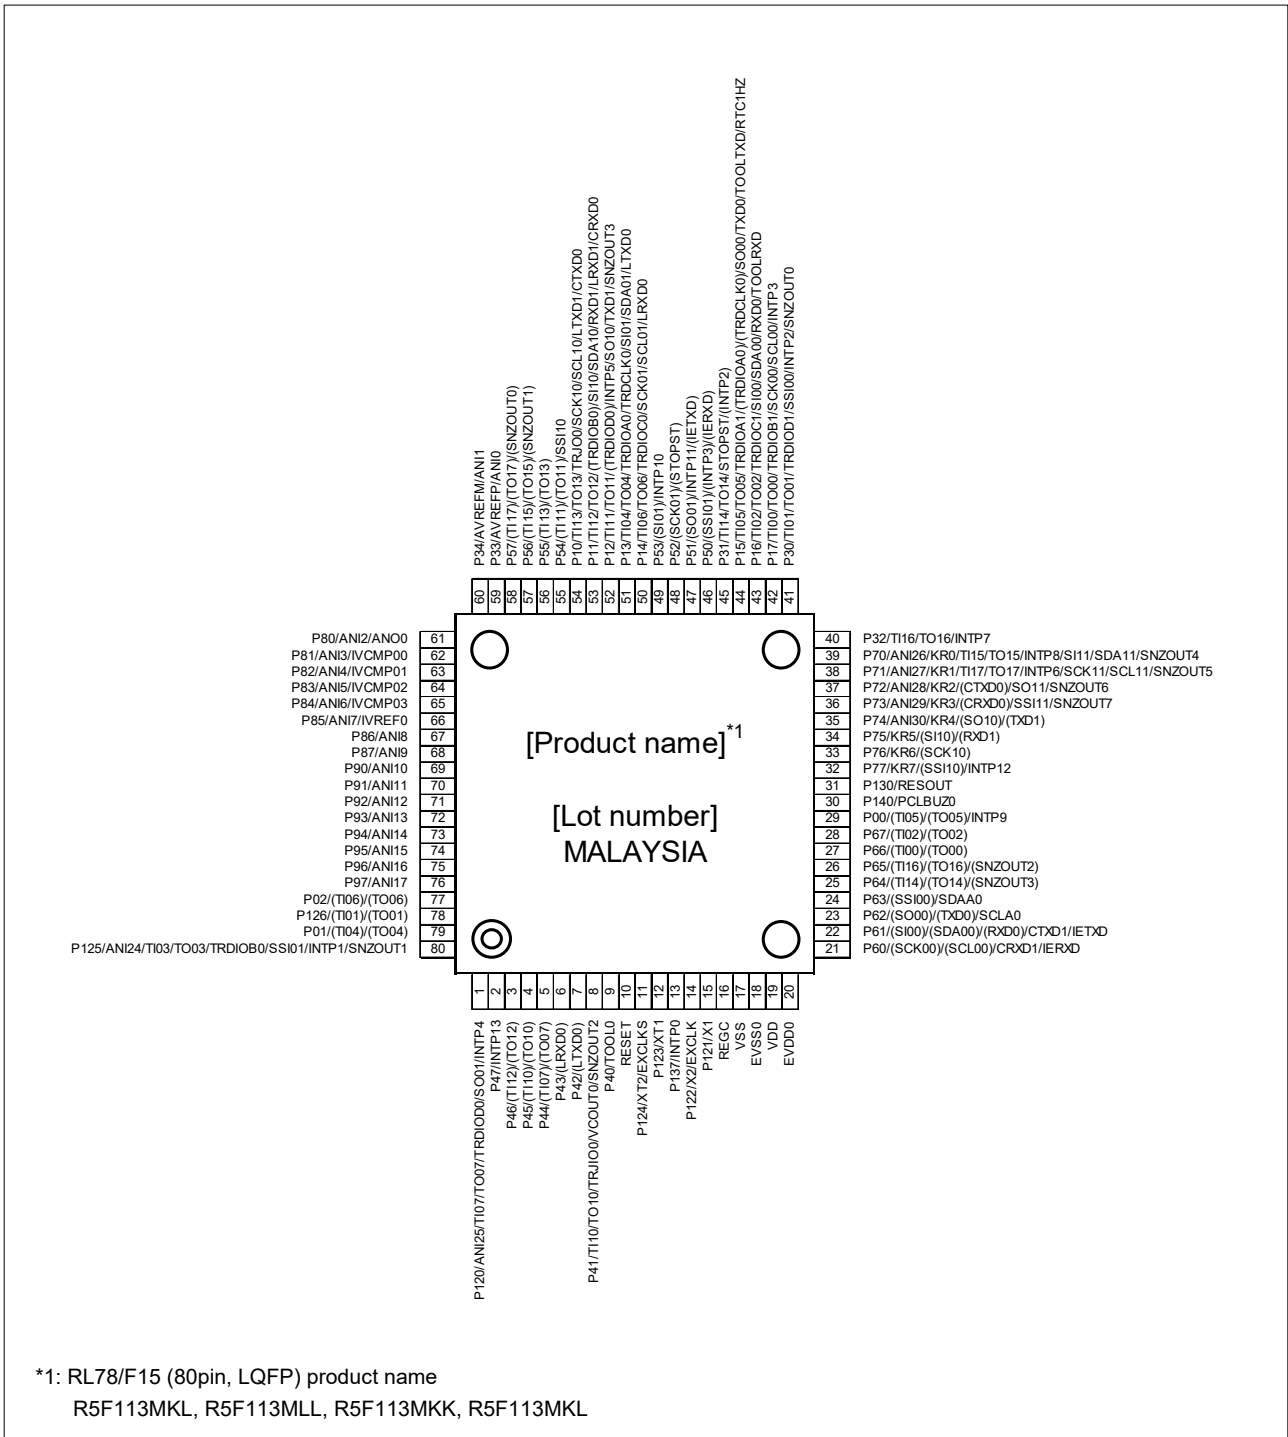 P34/AVREFM/ANI1
P33/AVREFP/ANI0
P57/(TI17)/(TO17)/(SNZOUT0)
P56/(TI15)/(TO15)/(SNZOUT1)
P55/(TI13)/(TO13)
P54/(TI11)/(TO11)/SSI10
P10/TI13/TO13/TRJO0/SCK10/SCL10/LTXD1/CTXD0
P11/TI12/TO12/(TRDIOB0)/SI10/SDA10/RXD1/LRXD1/CRXD0
P12/TI11/TO11/(TRDIOD0)/INTP5/SO10/TXD1/SNZOUT3
P13/TI04/TO04/TRDIOA0/TRDCLK0/SI01/SDA01/LTXD0
P14/TI06/TO06/TRDIOC0/SCK01/SCL01/LRXD0
P53/(SI01)/INTP10
P52/(SCK01)/(STOPST)
P51/(SO01)/INTP11/(IETXD)
P50/(SSI01)/(INTP3)/(IERXD)
P31/TI14/TO14/STOPST/(INTP2)
P15/TI05/TO05/TRDIOA1/(TRDIOA0)/(TRDCLK0)/SO00/TXD0/TOOLTXD/RTC1HZ
P16/TI02/TO02/TRDIOC1/SI00/SDA00/RXD0/TOOLRXD
P17/TI00/TO00/TRDIOB1/SCK00/SCL00/INTP3
P30/TI01/TO01/TRDIOD1/SSI00/INTP2/SNZOUT0
60 59 58 57 56 55 54 53 52 51 50 49 48 47 46 45 44 43 42 41
P80/ANI2/ANO0 61
P81/ANI3/IVCMP00 62
P82/ANI4/IVCMP01 63
P83/ANI5/IVCMP02 64
P84/ANI6/IVCMP03 65
P85/ANI7/IVREF0 66
P86/ANI8 67
P87/ANI9 68
P90/ANI10 69
P91/ANI11 70
P92/ANI12 71
P93/ANI13 72
P94/ANI14 73
P95/ANI15 74
P96/ANI16 75
P97/ANI17 76
P02/(TI06)/(TO06) 77
P126/(TI01)/(TO01) 78
P01/(TI04)/(TO04) 79
P125/ANI24/TI03/TO03/TRDIOB0/SSI01/INTP1/SNZOUT1 80
[Product name]*1
[Lot number]
MALAYSIA
40 P32/TI16/TO16/INTP7
39 P70/ANI26/KR0/TI15/TO15/INTP8/SI11/SDA11/SNZOUT4
38 P71/ANI27/KR1/TI17/TO17/INTP6/SCK11/SCL11/SNZOUT5
37 P72/ANI28/KR2/(CTXD0)/SO11/SNZOUT6
36 P73/ANI29/KR3/(CRXD0)/SSI11/SNZOUT7
35 P74/ANI30/KR4/(SO10)/(TXD1)
34 P75/KR5/(SI10)/(RXD1)
33 P76/KR6/(SCK10)
32 P77/KR7/(SSI10)/INTP12
31 P130/RESOUT
30 P140/PCLBUZ0
29 P00/(TI05)/(TO05)/INTP9
28 P67/(TI02)/(TO02)
27 P66/(TI00)/(TO00)
26 P65/(TI16)/(TO16)/(SNZOUT2)
25 P64/(TI14)/(TO14)/(SNZOUT3)
24 P63/(SSI00)/SDAA0
23 P62/(SO00)/(TXD0)/SCLA0
22 P61/(SI00)/(SDA00)/(RXD0)/CTXD1/IETXD
21 P60/(SCK00)/(SCL00)/CRXD1/IERXD
1 2 3 4 5 6 7 8 9 10 11 12 13 14 15 16 17 18 19 20
P120/ANI25/TI07/TO07/TRDIOD0/SO01/INTP4
P47/INTP13
P46/(TI12)/(TO12)
P45/(TI10)/(TO10)
P44/(TI07)/(TO07)
P43/(LRXD0)
P42/(LTXD0)
P41/TI10/TO10/TRJIO0/VCOUT0/SNZOUT2
P40/TOOL0
RESET
P124/XT2/EXCLKS
P123/XT1
P137/INTP0
P122/X2/EXCLK
P121/X1
REGC
VSS
EVSS0
VDD
EVDD0
*1: RL78/F15 (80pin, LQFP) product name
R5F113MKL, R5F113MLL, R5F113MKK, R5F113MKL